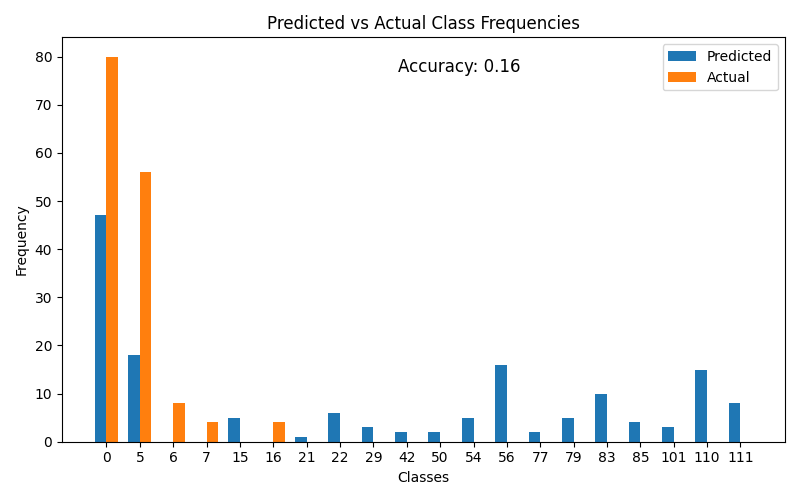 Predicted vs Actual Class Frequencies
Accuracy: 0.16
Predicted
Actual
Frequency
80
70
60
50
40
30
20
10
0
0 5 6 7 15 16 21 22 29 42 50 54 56 77 79 83 85 101 110 111
Classes